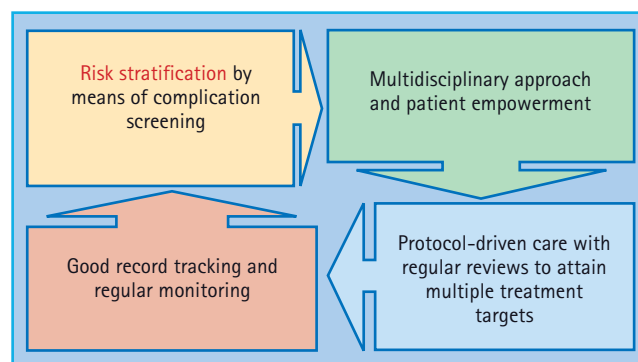 Risk stratification by
means of complication
screening
Multidisciplinary approach
and patient empowerment
Protocol-driven care with
regular reviews to attain
multiple treatment
targets
Good record tracking and
regular monitoring